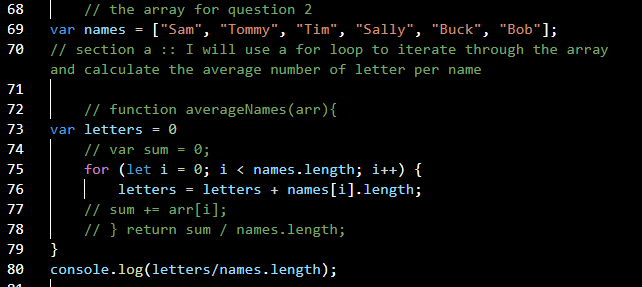 68 // the array for question 2
69 var names = ["Sam", "Tommy", "Tim", "Sally", "Buck", "Bob"];
70 // section a :: I will use a for loop to iterate through the array
and calculate the average number of letter per name
71
72 // function averageNames(arr){
73 var letters = 0
74 // var sum = 0;
75 for (let i = 0; i < names.length; i++) {
76 letters = letters + names[i].length;
77 // sum += arr[i];
78 // } return sum / names.length;
79 }
80 console.log(letters/names.length);